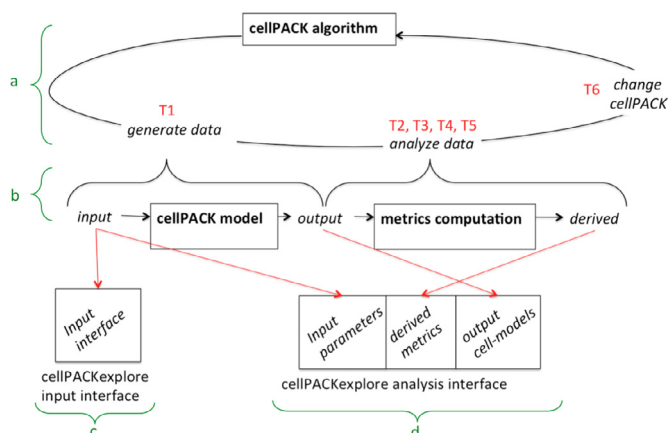 cellPACK algorithm
a
T1
generate data
T2, T3, T4, T5
analyze data
T6
change
cellPACK
b
input
cellPACK model
output
metrics computation
derived
Input
interface
Input
parameters
derived
metrics
output
cell-models
cellPACKexplore
input interface
cellPACKexplore analysis interface
c
d